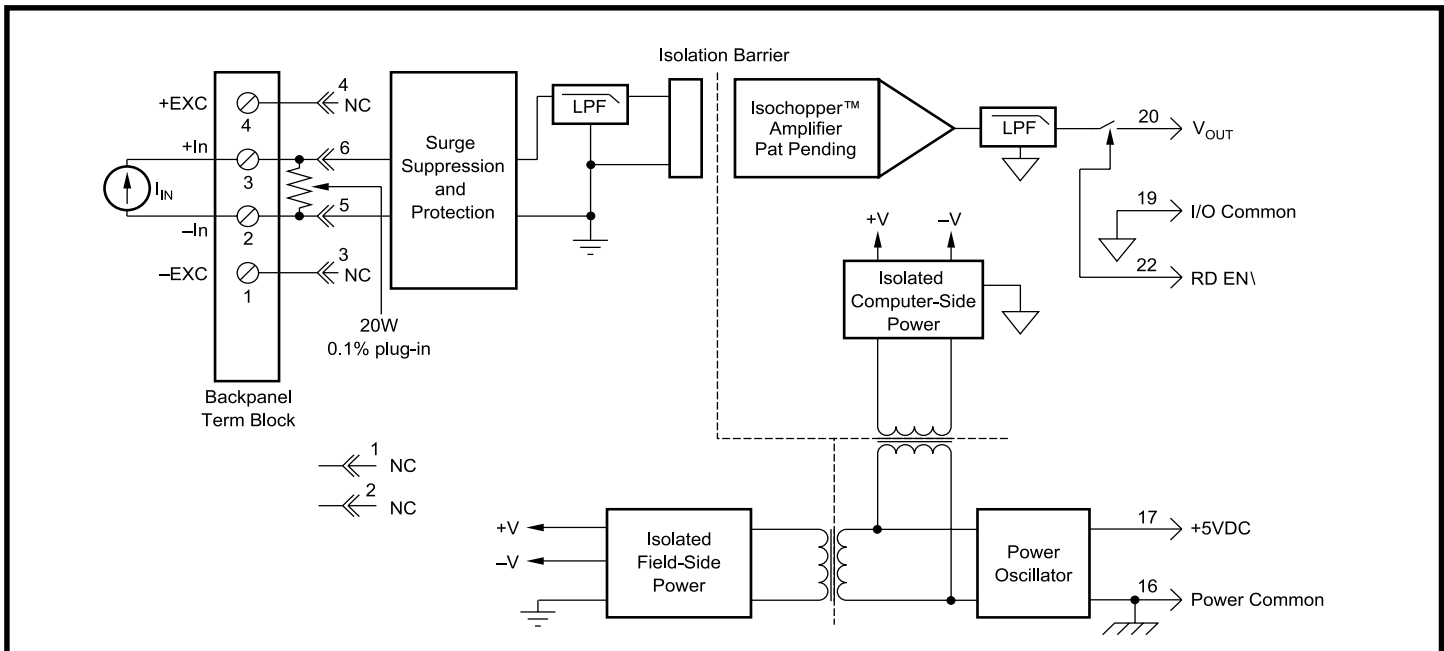 Isolation Barrier
+EXC
4
4
NC
+In
3
6
I_IN
–In
2
5
–EXC
1
3
NC
20W
0.1% plug-in
Backpanel
Term Block
Surge
Suppression
and
Protection
LPF
Isochopper™
Amplifier
Pat Pending
LPF
20
V_OUT
19
I/O Common
22
RD EN\
+V
–V
Isolated
Computer-Side
Power
1
NC
2
NC
+V
–V
Isolated
Field-Side
Power
Power
Oscillator
17
+5VDC
16
Power Common